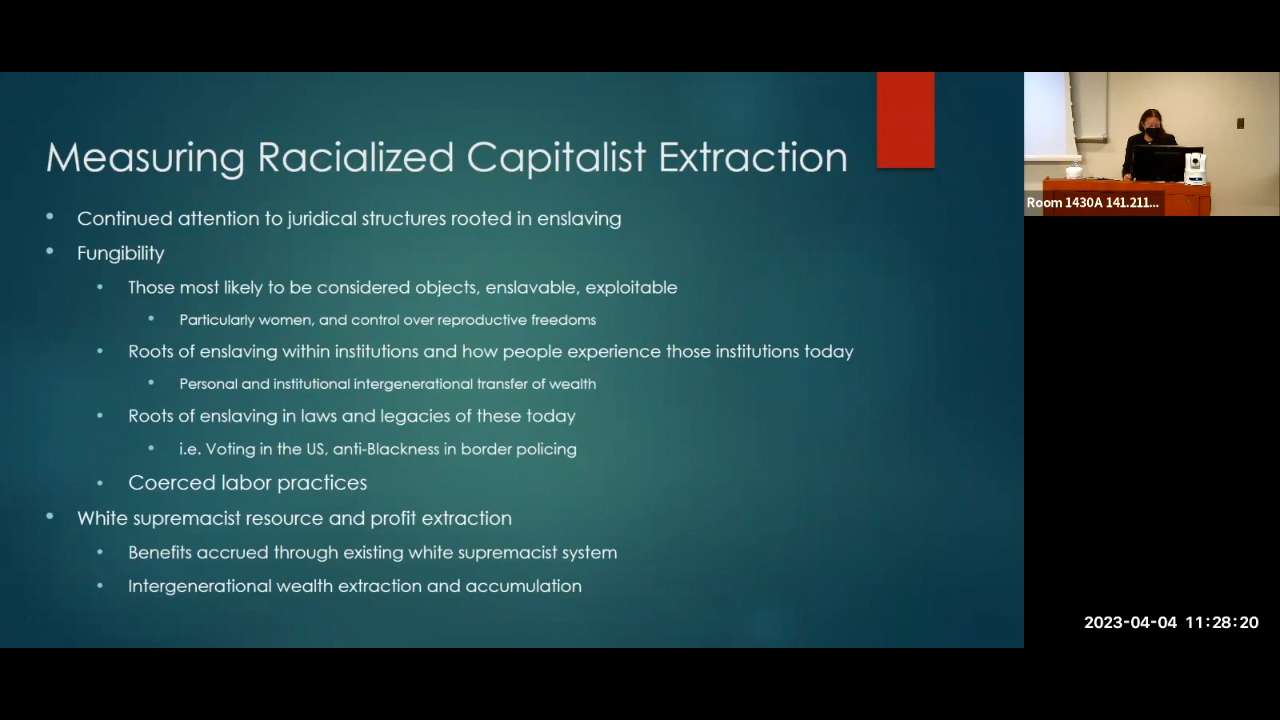 Measuring Racialized Capitalist Extraction
Continued attention to juridical structures rooted in enslaving
Fungibility
Those most likely to be considered objects, enslavable, exploitable
Particularly women, and control over reproductive freedoms
Roots of enslaving within institutions and how people experience those institutions today
Personal and institutional intergenerational transfer of wealth
Roots of enslaving in laws and legacies of these today
i.e. Voting in the US, anti-Blackness in border policing
Coerced labor practices
White supremacist resource and profit extraction
Benefits accrued through existing white supremacist system
Intergenerational wealth extraction and accumulation
Room 1430A 141.211...
2023-04-04 11:28:20